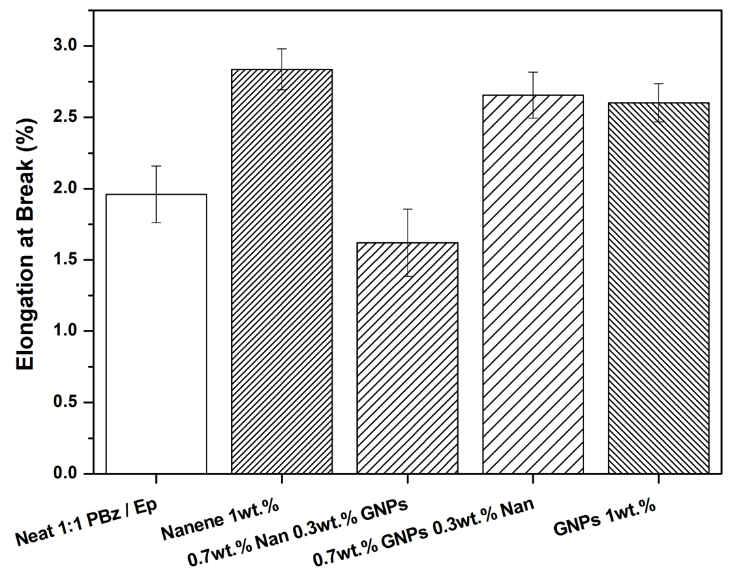 Elongation at Break (%)
3.0
2.5
2.0
1.5
1.0
0.5
0.0
Neat 1:1 PBz / Ep
Nanene 1wt.%
0.7wt.% Nan 0.3wt.% GNPs
0.7wt.% GNPs 0.3wt.% Nan
GNPs 1wt.%